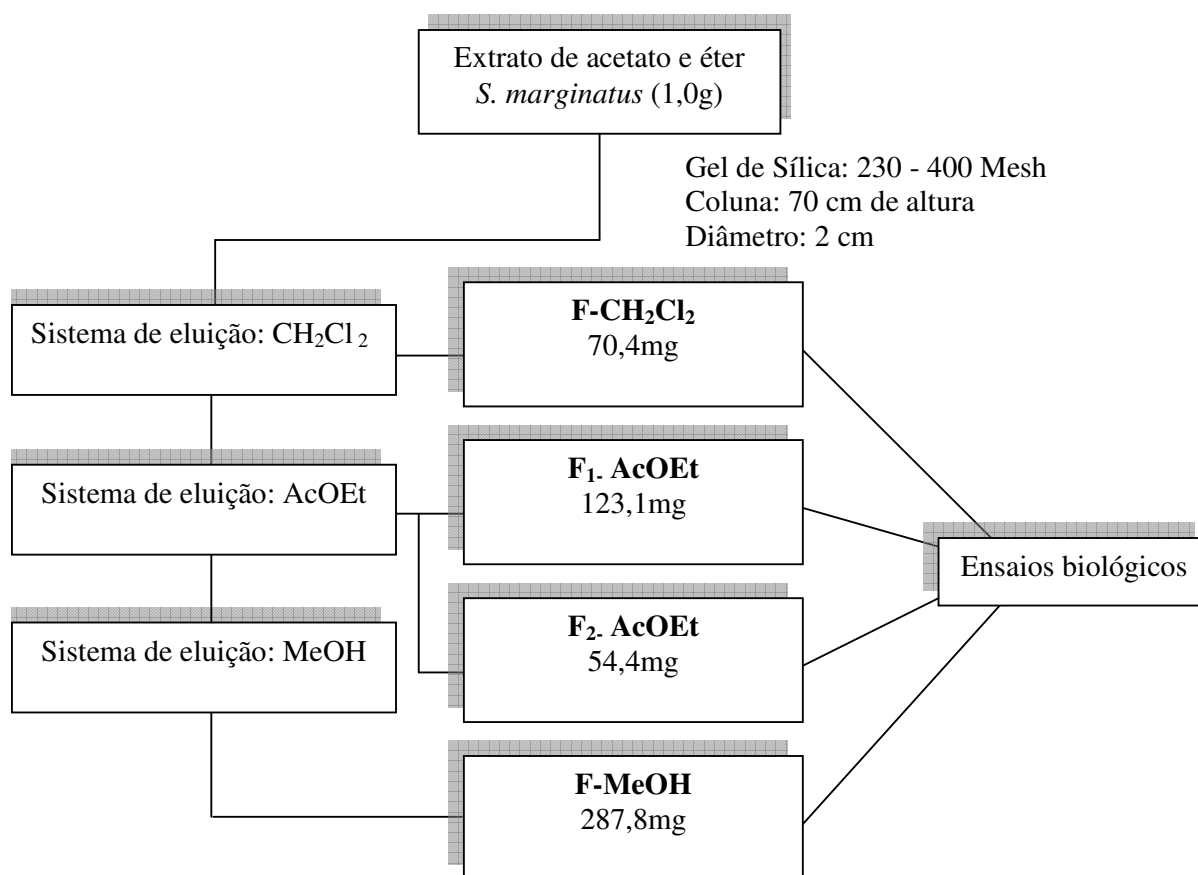 Extrato de acetato e éter
S. marginatus (1,0g)
Gel de Sílica: 230 - 400 Mesh
Coluna: 70 cm de altura
Diâmetro: 2 cm
Sistema de eluição: CH₂Cl₂
F-CH₂Cl₂
70,4mg
Sistema de eluição: AcOEt
F₁- AcOEt
123,1mg
Ensaios biológicos
Sistema de eluição: MeOH
F₂- AcOEt
54,4mg
F-MeOH
287,8mg